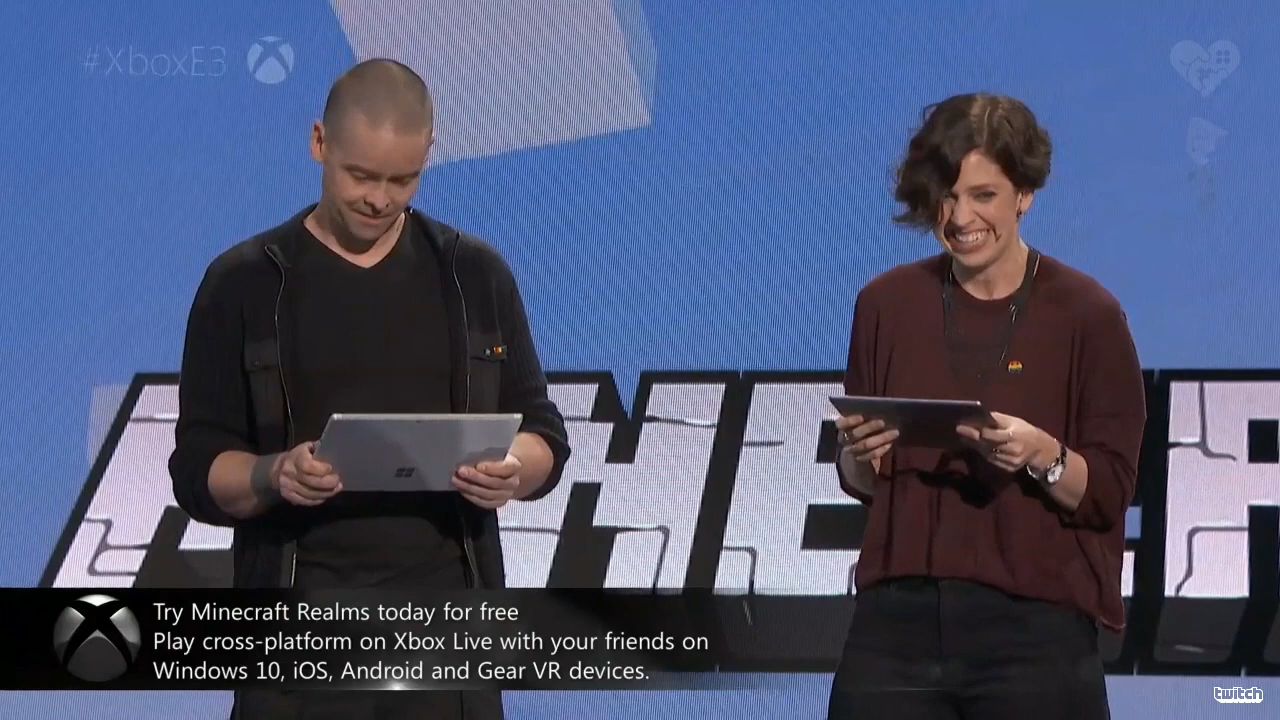 #XboxE3
Try Minecraft Realms today for free
Play cross-platform on Xbox Live with your friends on
Windows 10, iOS, Android and Gear VR devices.
twitch